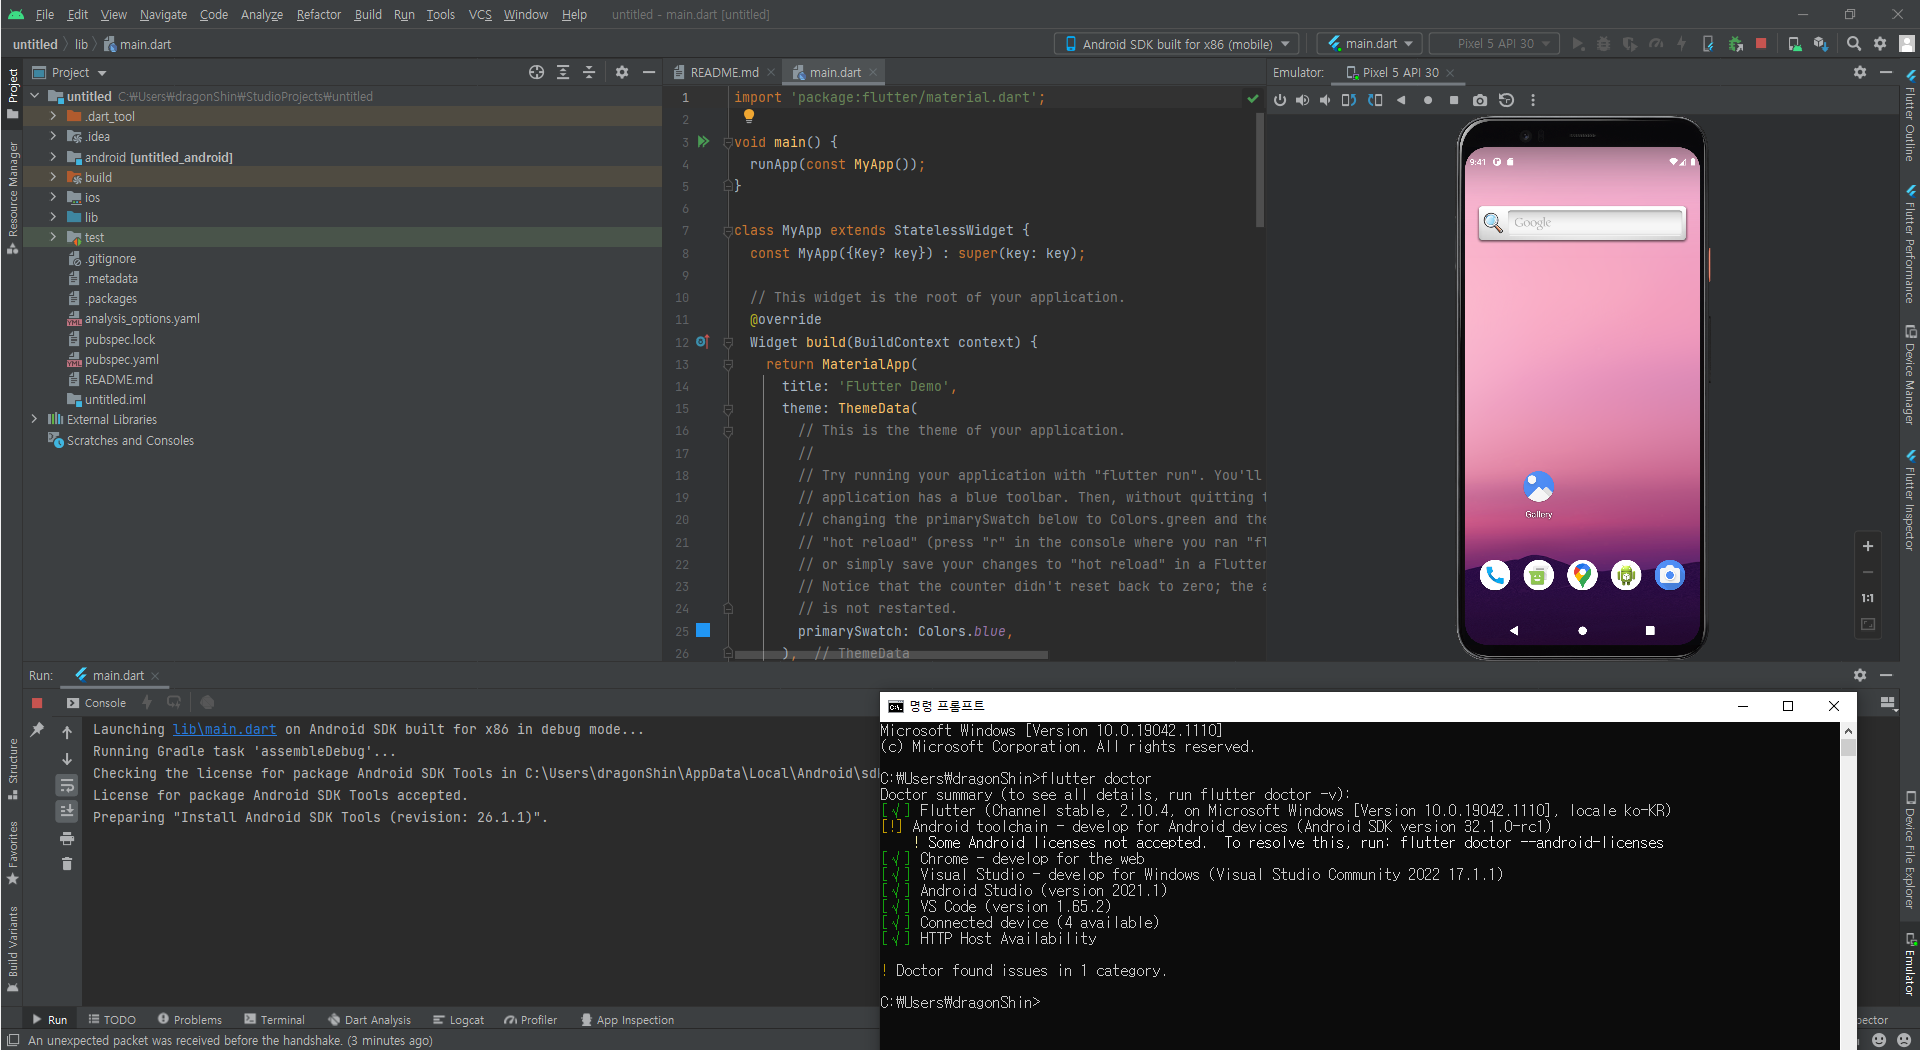 File Edit View Navigate Code Analyze Refactor Build Run Tools VCS Window Help untitled - main.dart [untitled]
untitled lib main.dart Android SDK built for x86 (mobile) main.dart Pixel 5 API 30
Project
README.md
main.dart
Emulator: Pixel 5 API 30
untitled C:₩Users₩dragonShin₩StudioProjects₩untitled
.dart_tool
.idea
android [untitled_android]
build
ios
lib
test
.gitignore
.metadata
.packages
analysis_options.yaml
pubspec.lock
pubspec.yaml
README.md
untitled.iml
External Libraries
Scratches and Consoles
Project
Resource Manager
Structure
Favorites
Build Variants
1 import 'package:flutter/material.dart';
2
3 void main() {
4 runApp(const MyApp());
5 }
6
7 class MyApp extends StatelessWidget {
8 const MyApp({Key? key}) : super(key: key);
9
10 // This widget is the root of your application.
11 @override
12 Widget build(BuildContext context) {
13 return MaterialApp(
14 title: 'Flutter Demo',
15 theme: ThemeData(
16 // This is the theme of your application.
17 //
18 // Try running your application with "flutter run". You'll
19 // application has a blue toolbar. Then, without quitting
20 // changing the primarySwatch below to Colors.green and the
21 // "hot reload" (press "r" in the console where you ran "fl
22 // or simply save your changes to "hot reload" in a Flutter
23 // Notice that the counter didn't reset back to zero; the a
24 // is not restarted.
25 primarySwatch: Colors.blue,
26 ), // ThemeData
9:41
Google
Gallery
1:1
Flutter Outline
Flutter Performance
Device Manager
Flutter Inspector
Device File Explorer
Emulator
Run: main.dart
Console
Launching lib\main.dart on Android SDK built for x86 in debug mode...
Running Gradle task 'assembleDebug'...
Checking the license for package Android SDK Tools in C:\Users\dragonShin\AppData\Local\Android\sd
License for package Android SDK Tools accepted.
Preparing "Install Android SDK Tools (revision: 26.1.1)".
명령 프롬프트
Microsoft Windows [Version 10.0.19042.1110]
(c) Microsoft Corporation. All rights reserved.
C:₩Users₩dragonShin>flutter doctor
Doctor summary (to see all details, run flutter doctor -v):
[√] Flutter (Channel stable, 2.10.4, on Microsoft Windows [Version 10.0.19042.1110], locale ko-KR)
[!] Android toolchain - develop for Android devices (Android SDK version 32.1.0-rc1)
! Some Android licenses not accepted. To resolve this, run: flutter doctor --android-licenses
[√] Chrome - develop for the web
[√] Visual Studio - develop for Windows (Visual Studio Community 2022 17.1.1)
[√] Android Studio (version 2021.1)
[√] VS Code (version 1.65.2)
[√] Connected device (4 available)
[√] HTTP Host Availability
! Doctor found issues in 1 category.
C:₩Users₩dragonShin>
Run TODO Problems Terminal Dart Analysis Logcat Profiler App Inspection pector
An unexpected packet was received before the handshake. (3 minutes ago)